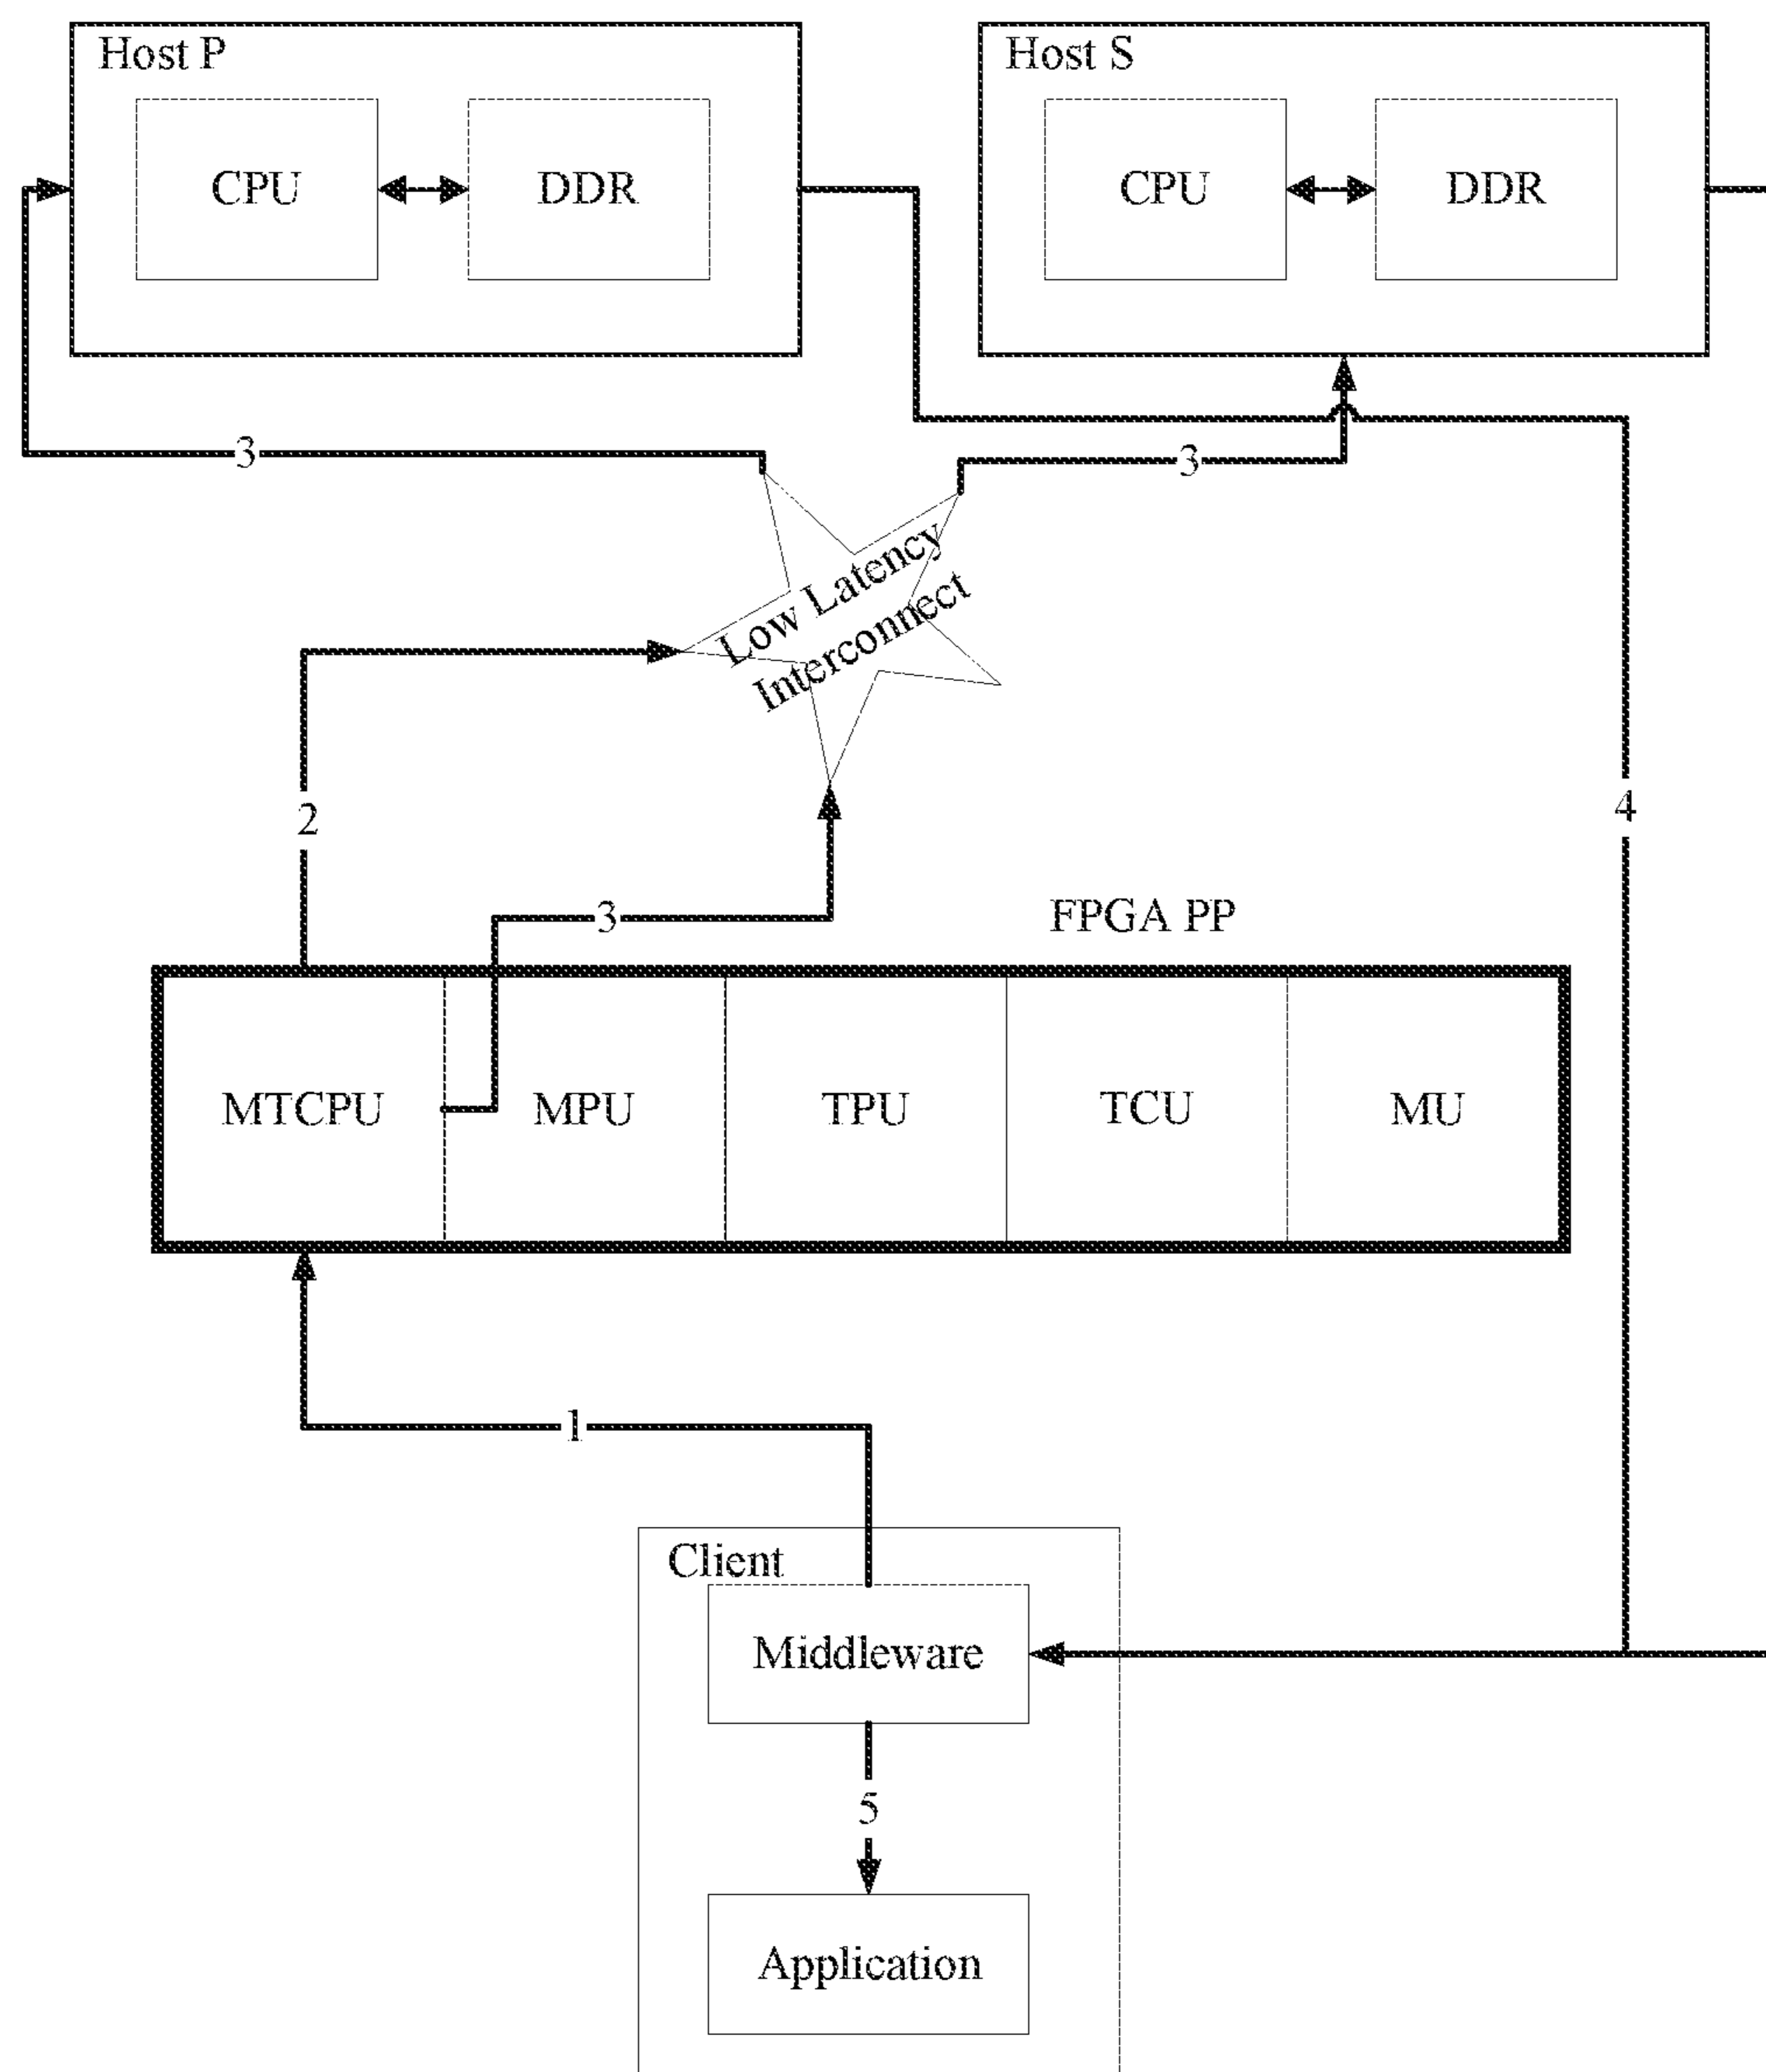 Host P
Host S
CPU
DDR
CPU
DDR
3
3
Low Latency
Interconnect
2
4
3
FPGA PP
MTCPU
MPU
TPU
TCU
MU
1
Client
Middleware
5
Application